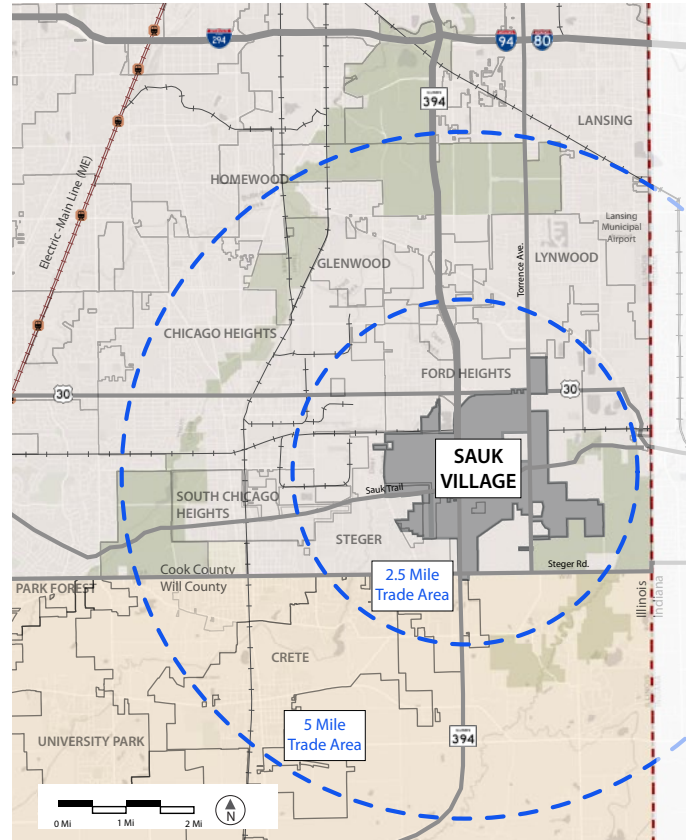 294
94
80
394
LANSING
Electric -Main Line (ME)
HOMEWOOD
Lansing
Municipal
Airport
GLENWOOD
Torrence Ave.
LYNWOOD
CHICAGO HEIGHTS
FORD HEIGHTS
30
30
SAUK
VILLAGE
Sauk Trail
SOUTH CHICAGO
HEIGHTS
STEGER
Steger Rd.
Cook County
Will County
2.5 Mile
Trade Area
PARK FOREST
Illinois
Indiana
CRETE
5 Mile
Trade Area
394
UNIVERSITY PARK
0 Mi
1 Mi
2 Mi
N